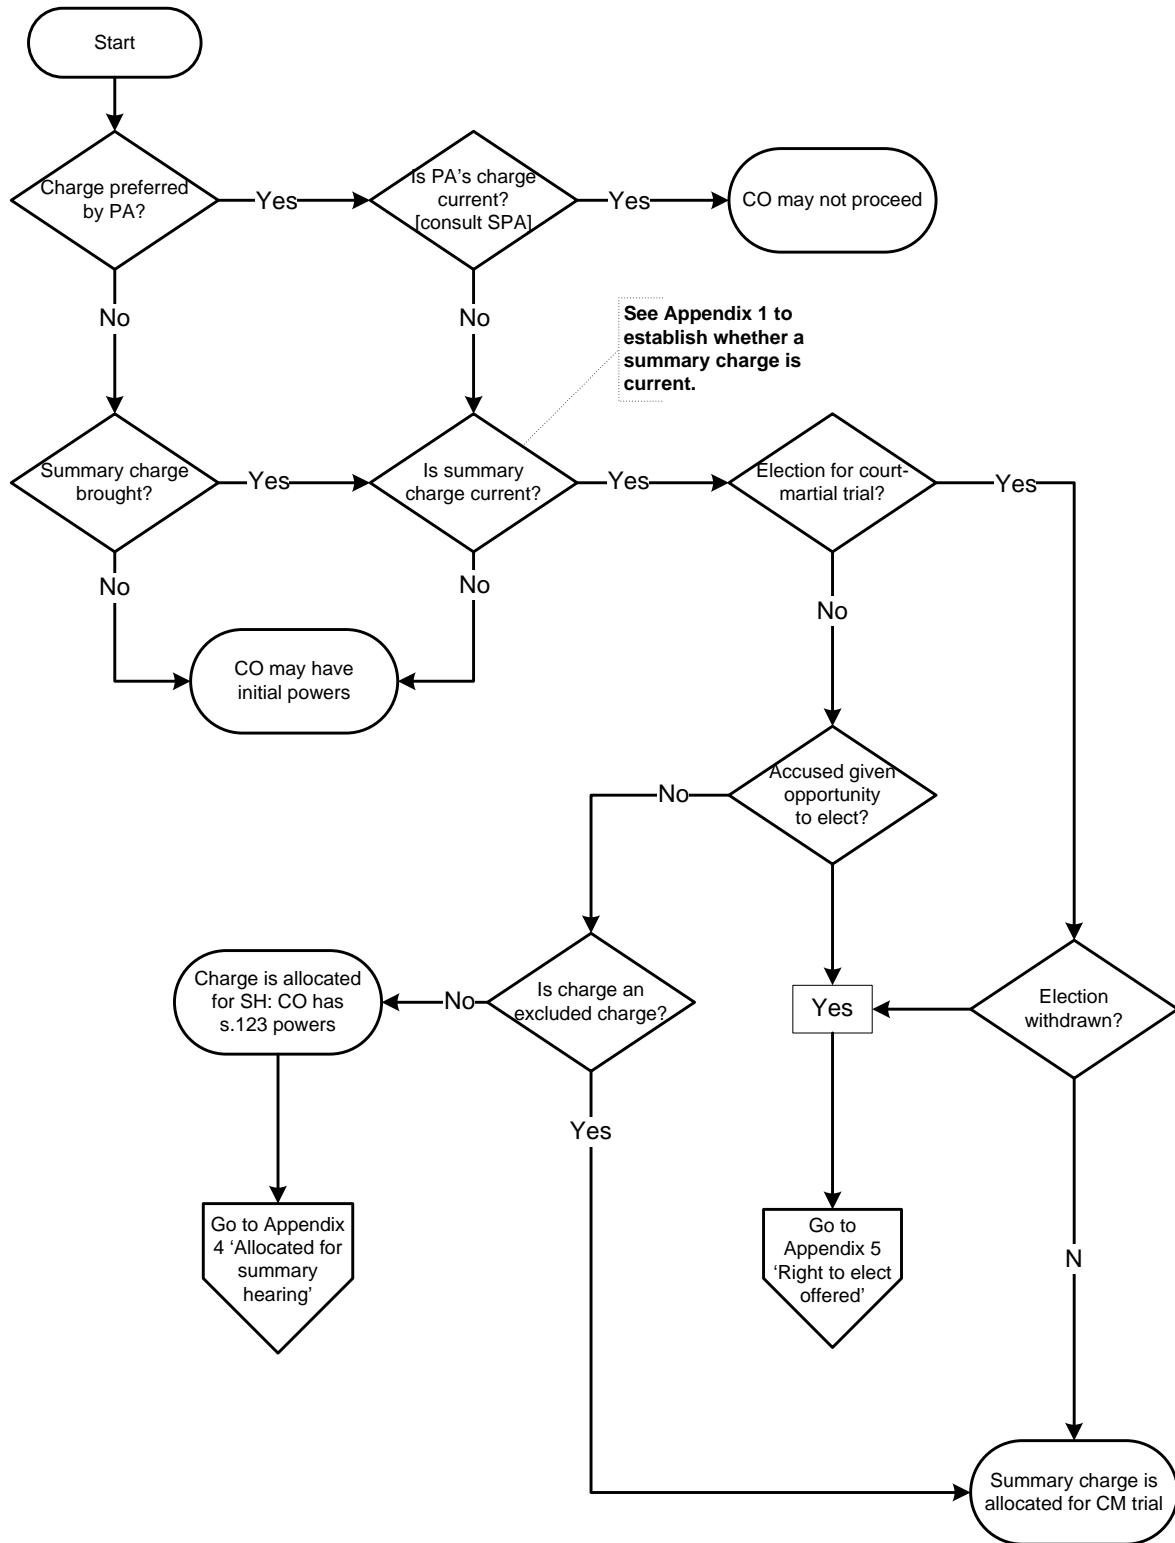 Start
Charge preferred
by PA?
Yes
Is PA's charge
current?
[consult SPA]
Yes
CO may not proceed
No
No
See Appendix 1 to
establish whether a
summary charge is
current.
Summary charge
brought?
Yes
Is summary
charge current?
Yes
Election for court-
martial trial?
Yes
No
No
No
CO may have
initial powers
Accused given
opportunity
to elect?
No
Charge is allocated
for SH: CO has
s.123 powers
No
Is charge an
excluded charge?
Yes
Election
withdrawn?
Yes
Go to Appendix
4 ‘Allocated for
summary
hearing’
Go to
Appendix 5
‘Right to elect
offered’
N
Summary charge is
allocated for CM trial